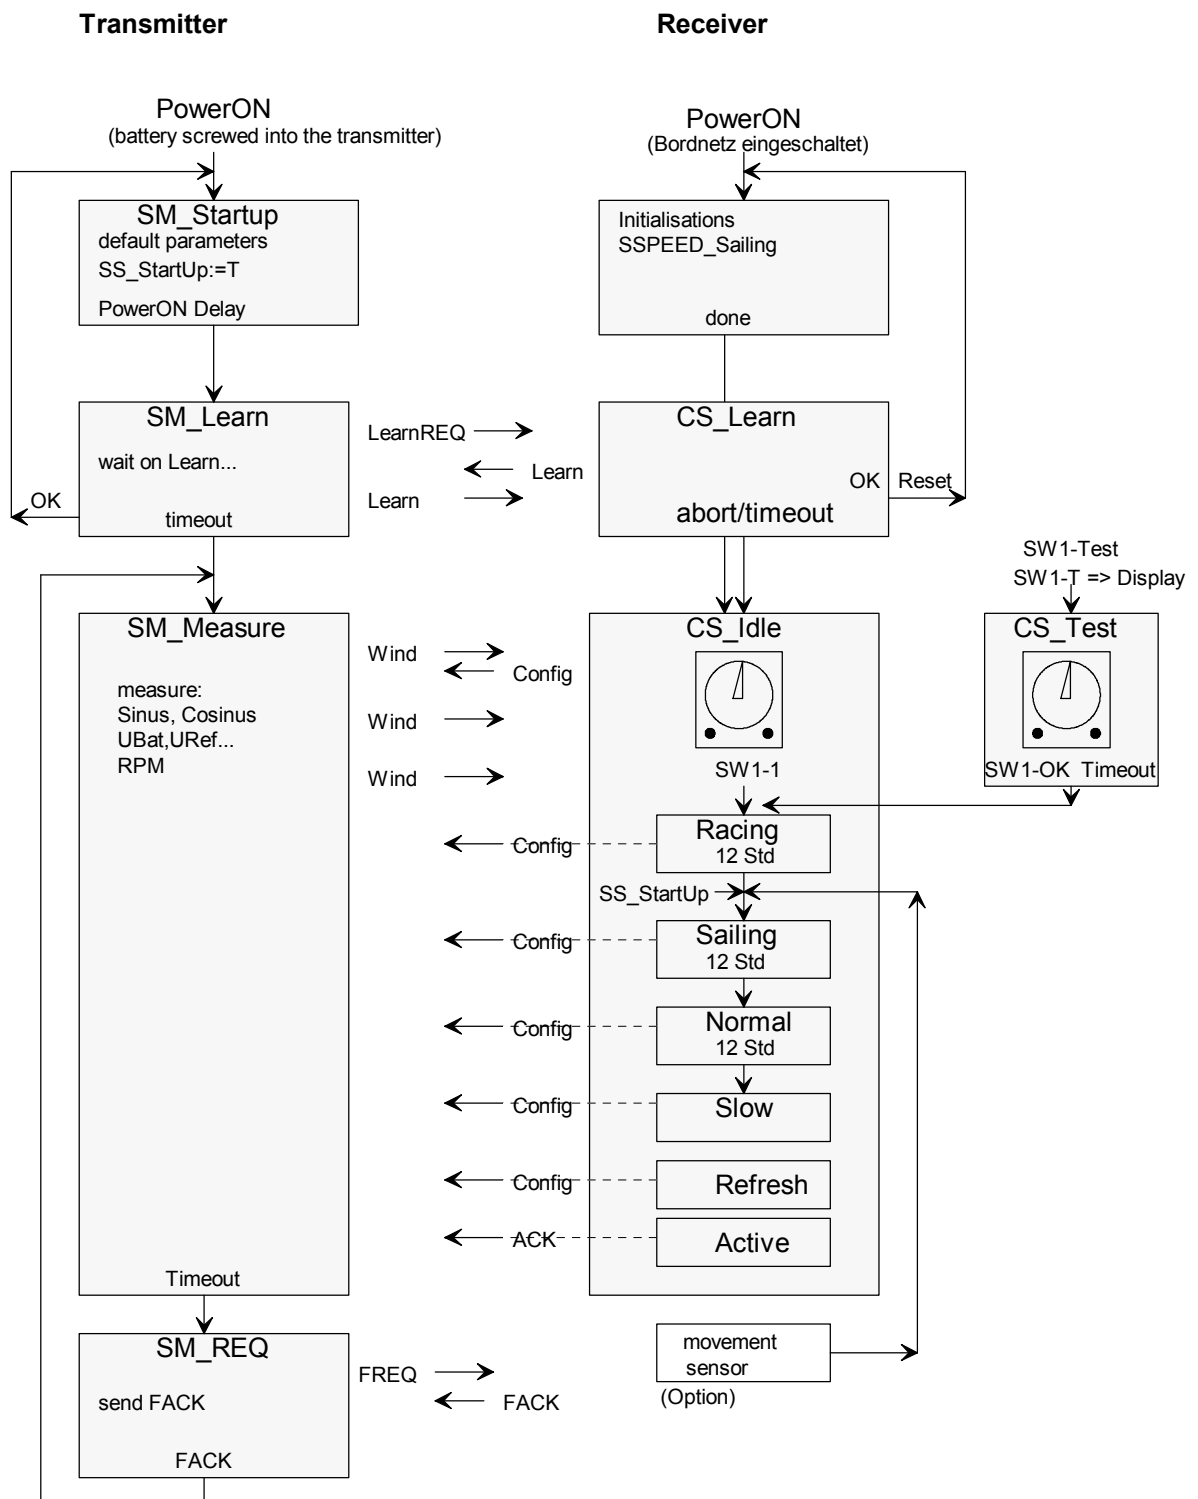 Transmitter
Receiver
PowerON
(battery screwed into the transmitter)
PowerON
(Bordnetz eingeschaltet)
SM_Startup
default parameters
SS_StartUp:=T
PowerON Delay
Initialisations
SSPEED_Sailing
done
SM_Learn
wait on Learn...
OK
timeout
LearnREQ
Learn
Learn
CS_Learn
OK
Reset
abort/timeout
SW1-Test
SW1-T => Display
SM_Measure
measure:
Sinus, Cosinus
UBat,URef...
RPM
Timeout
Wind
Config
Wind
Wind
CS_Idle
SW1-1
CS_Test
SW1-OK Timeout
Config
Racing
12 Std
SS_StartUp
Config
Sailing
12 Std
Config
Normal
12 Std
Config
Slow
Config
Refresh
ACK
Active
SM_REQ
send FACK
FACK
FREQ
FACK
movement
sensor
(Option)